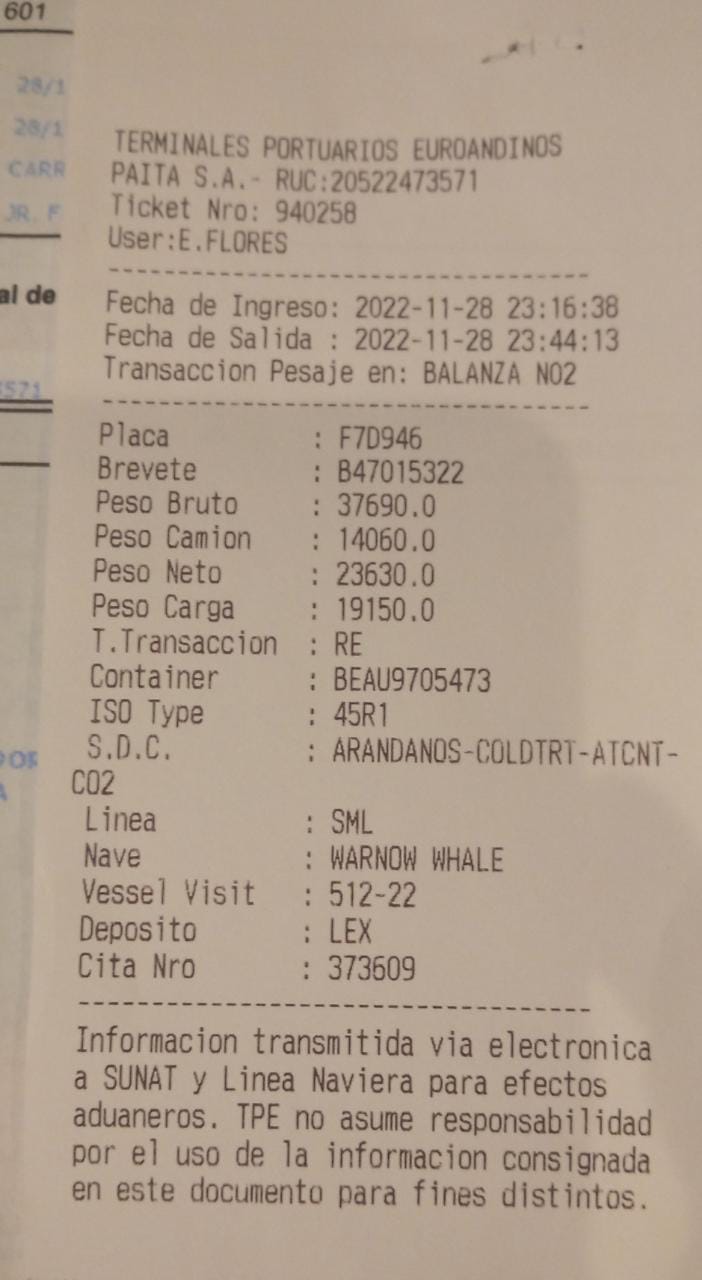 601
28/1
28/1
CARR
JR. F
al de
3571
TERMINALES PORTUARIOS EUROANDINOS
PAITA S.A.- RUC:20522473571
Ticket Nro: 940258
User:E.FLORES
---------------------------------
Fecha de Ingreso: 2022-11-28 23:16:38
Fecha de Salida : 2022-11-28 23:44:13
Transaccion Pesaje en: BALANZA NO2
---------------------------------
Placa : F7D946
Brevete : B47015322
Peso Bruto : 37690.0
Peso Camion : 14060.0
Peso Neto : 23630.0
Peso Carga : 19150.0
T.Transaccion : RE
Container : BEAU9705473
ISO Type : 45R1
S.D.C. : ARANDANOS-COLDTRT-ATCNT-
CO2
Linea : SML
Nave : WARNOW WHALE
Vessel Visit : 512-22
Deposito : LEX
Cita Nro : 373609
---------------------------------
Informacion transmitida via electronica
a SUNAT y Linea Naviera para efectos
aduaneros. TPE no asume responsabilidad
por el uso de la informacion consignada
en este documento para fines distintos.